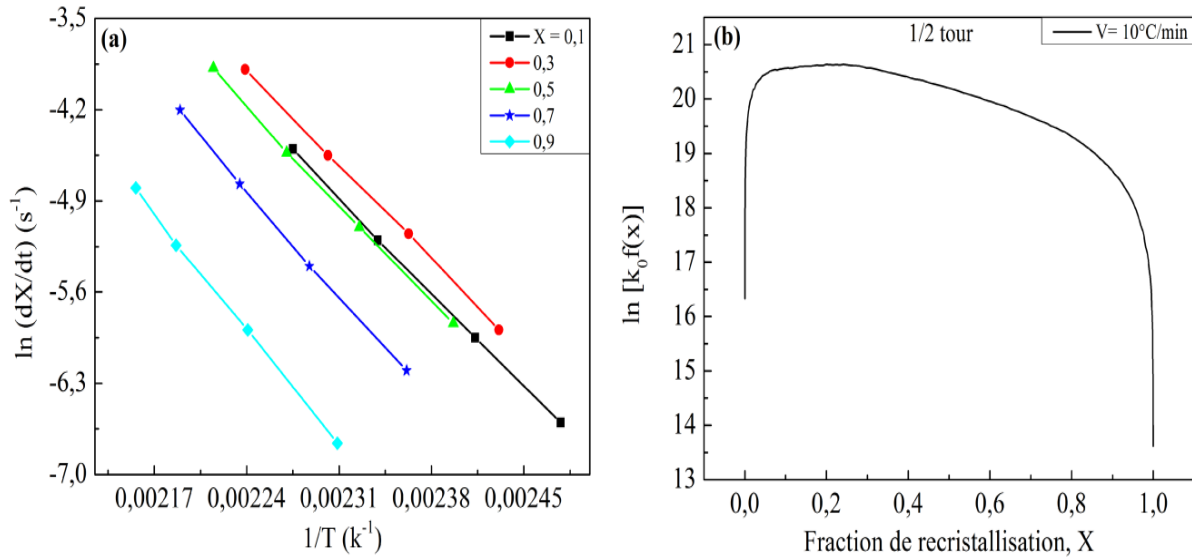 (a)
X = 0,1
0,3
0,5
0,7
0,9
-3,5
-4,2
-4,9
-5,6
-6,3
-7,0
ln (dX/dt) (s⁻¹)
0,00217 0,00224 0,00231 0,00238 0,00245
1/T (k⁻¹)
(b)
1/2 tour
V= 10°C/min
21
20
19
18
17
16
15
14
13
ln [k₀f(x)]
0,0 0,2 0,4 0,6 0,8 1,0
Fraction de recristallisation, X